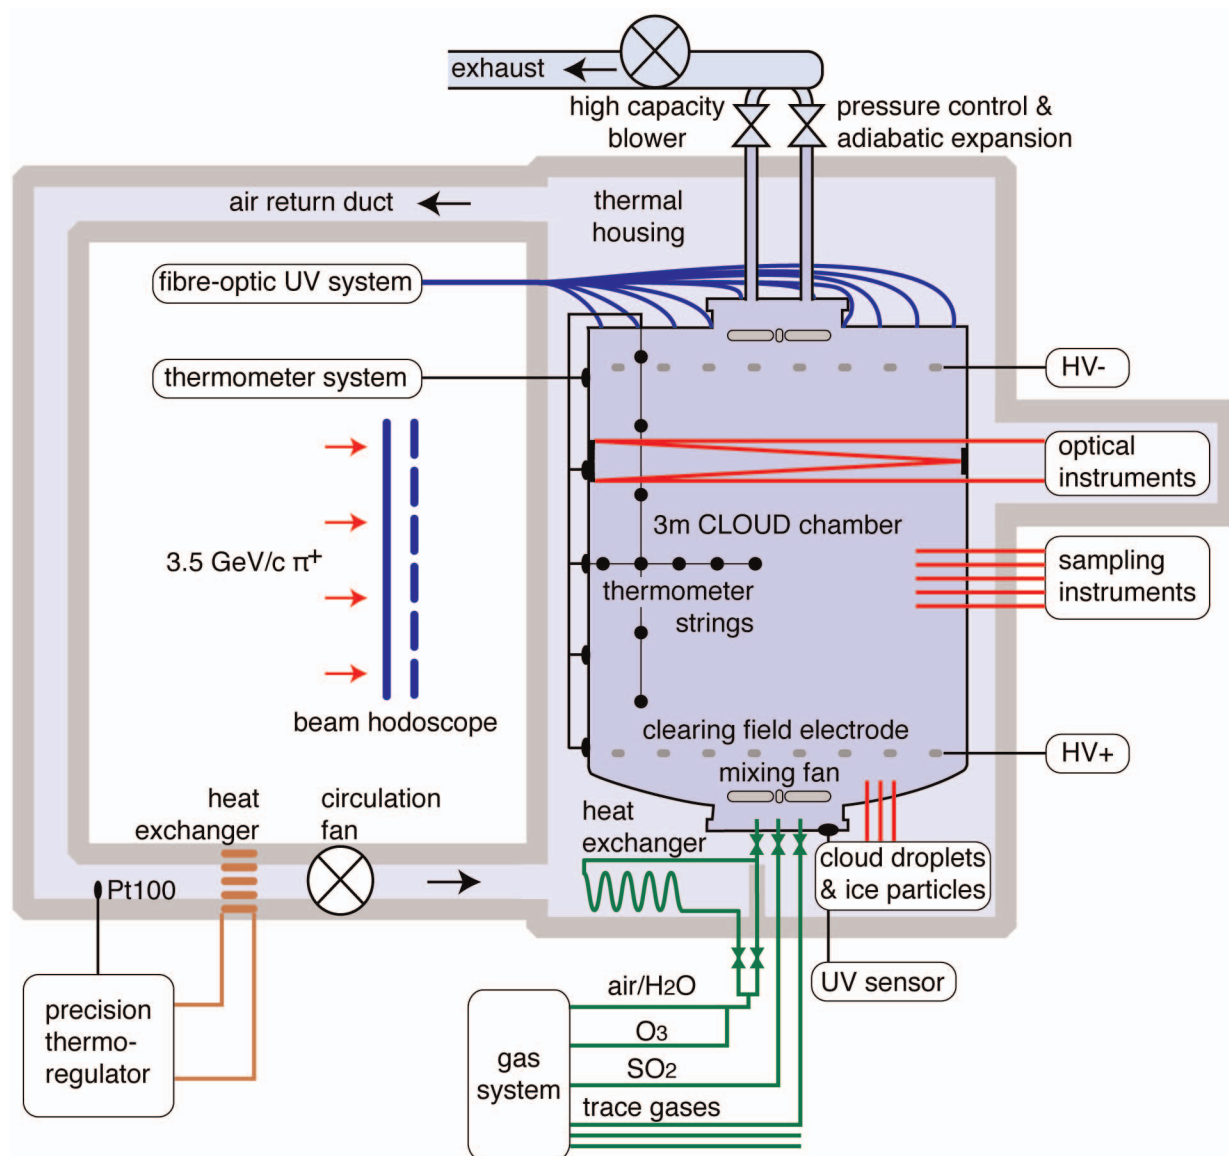 exhaust
high capacity
blower
pressure control &
adiabatic expansion
air return duct
thermal
housing
fibre-optic UV system
thermometer system
HV-
optical
instruments
3m CLOUD chamber
3.5 GeV/c π+
sampling
instruments
thermometer
strings
beam hodoscope
clearing field electrode
HV+
mixing fan
heat
exchanger
circulation
fan
heat
exchanger
cloud droplets
& ice particles
Pt100
UV sensor
precision
thermo-
regulator
air/H2O
O3
gas
system
SO2
trace gases